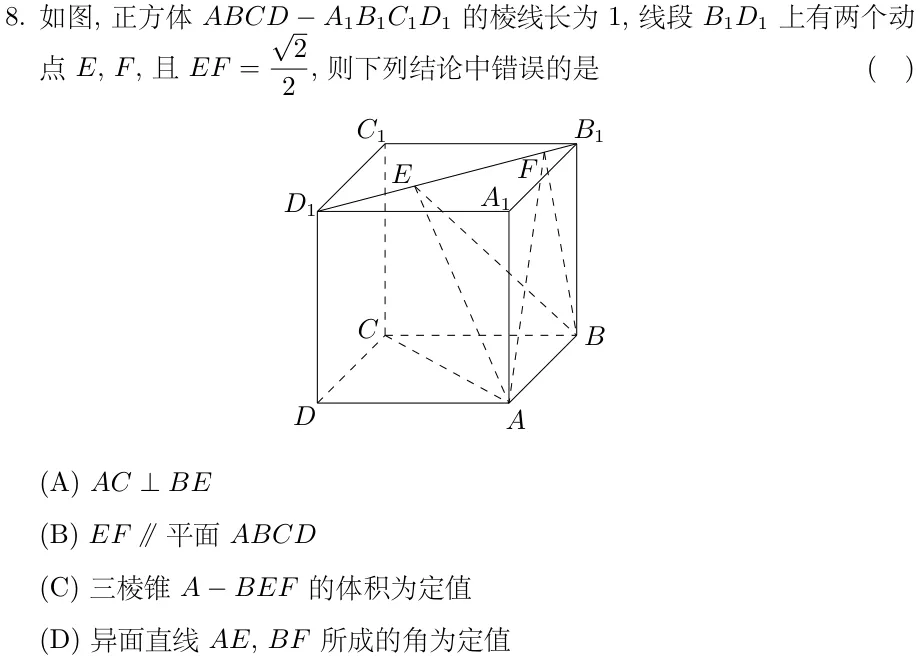 8. 如图, 正方体 ABCD − A₁B₁C₁D₁ 的棱线长为 1, 线段 B₁D₁ 上有两个动
点 E, F, 且 EF = √2/2, 则下列结论中错误的是 ( )
C₁ B₁
E F
D₁ A₁
C B
D A
(A) AC ⊥ BE
(B) EF ∥ 平面 ABCD
(C) 三棱锥 A − BEF 的体积为定值
(D) 异面直线 AE, BF 所成的角为定值